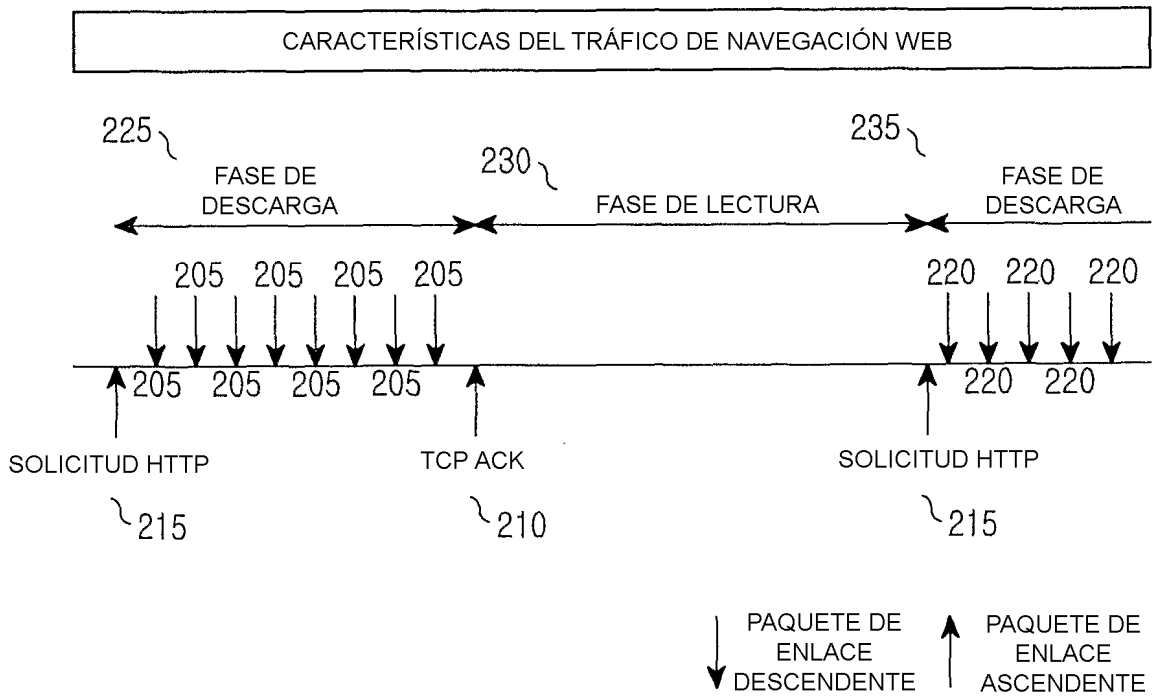 CARACTERÍSTICAS DEL TRÁFICO DE NAVEGACIÓN WEB
225
230
235
FASE DE
DESCARGA
FASE DE LECTURA
FASE DE
DESCARGA
205 205 205 205
220 220 220
205 205 205 205
220 220
SOLICITUD HTTP
TCP ACK
SOLICITUD HTTP
215
210
215
PAQUETE DE
ENLACE
DESCENDENTE
PAQUETE DE
ENLACE
ASCENDENTE